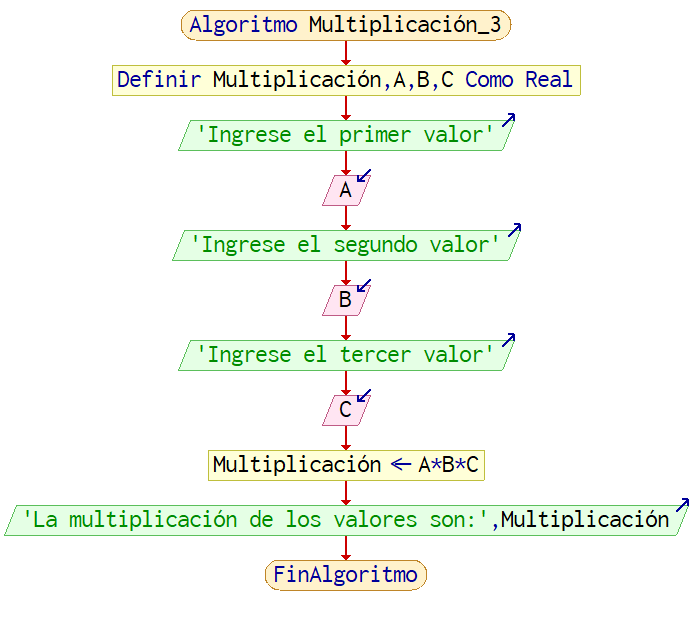 Algoritmo Multiplicación_3
Definir Multiplicación,A,B,C Como Real
'Ingrese el primer valor'
A
'Ingrese el segundo valor'
B
'Ingrese el tercer valor'
C
Multiplicación ← A*B*C
'La multiplicación de los valores son:',Multiplicación
FinAlgoritmo